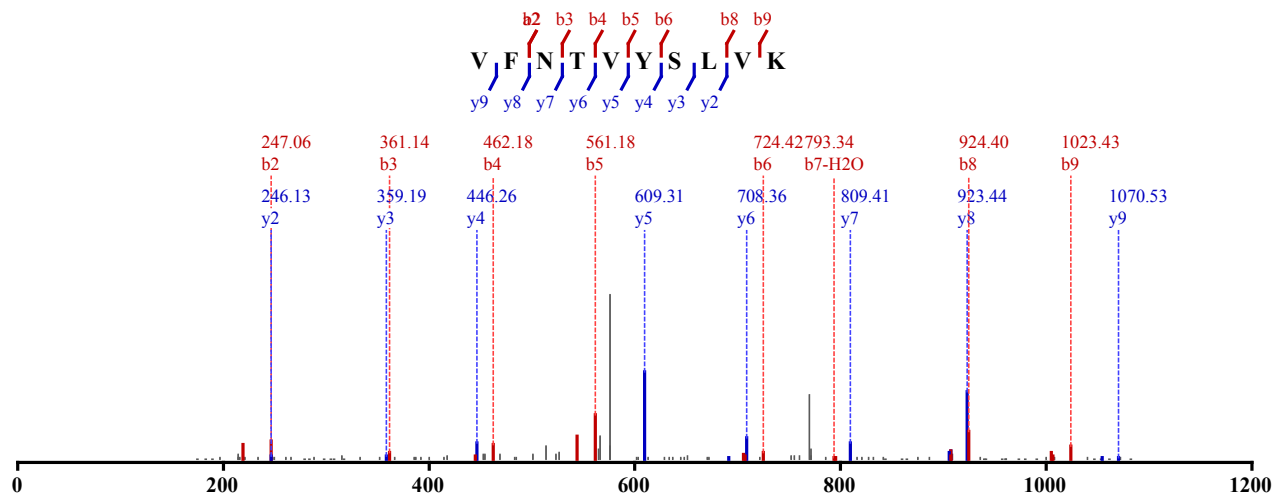 b2 a2 b3 b4 b5 b6 b8 b9
V F N T V Y S L V K
y9 y8 y7 y6 y5 y4 y3 y2
247.06 361.14 462.18 561.18 724.42 793.34 924.40 1023.43
b2 b3 b4 b5 b6 b7-H2O b8 b9
246.13 359.19 446.26 609.31 708.36 809.41 923.44 1070.53
y2 y3 y4 y5 y6 y7 y8 y9
0 200 400 600 800 1000 1200